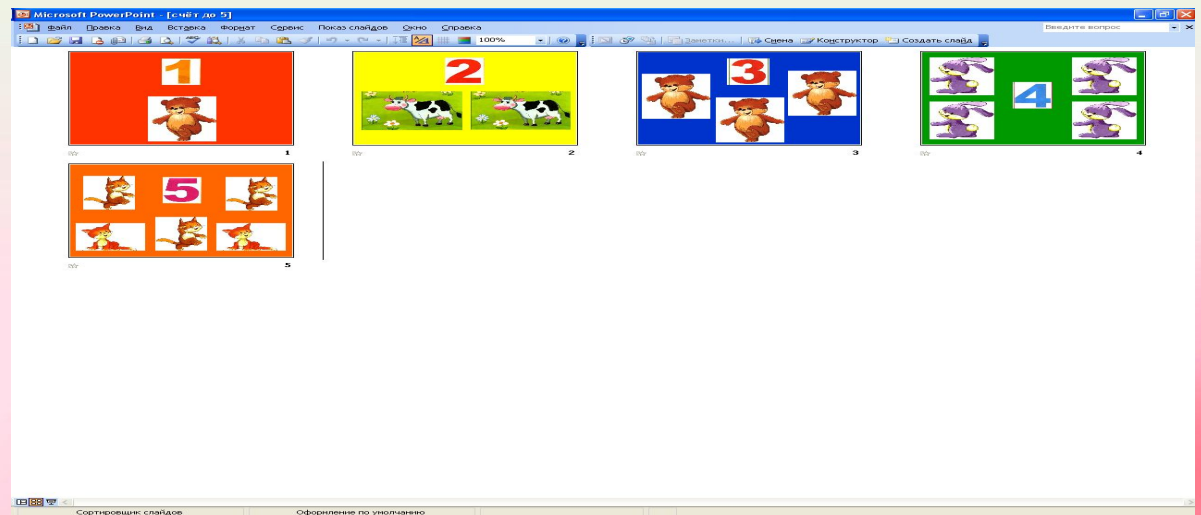 Microsoft PowerPoint - [счёт до 5]
Файл Правка Вид Вставка Формат Сервис Показ слайдов Окно Справка
Введите вопрос
100% Заметки... Смена Конструктор Создать слайд
1 2 3 4
1 2 3 4
5
5
Сортировщик слайдов Оформление по умолчанию